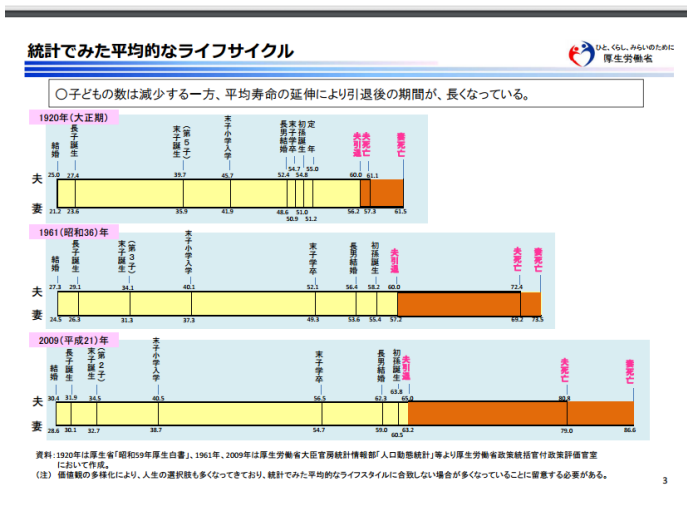 統計でみた平均的なライフサイクル
ひと、くらし、みらいのために
厚生労働省
○子どもの数は減少する一方、平均寿命の延伸により引退後の期間が、長くなっている。
1920年(大正期)
結婚
長子誕生
末子誕生(第5子)
末子小学入学
長男結婚
末子学卒
初孫誕生
定年
夫引退
夫死亡
妻死亡
夫 25.0 27.4 39.7 45.7 52.4 54.7 54.8 55.0 60.0 61.1
妻 21.2 23.6 35.9 41.9 48.6 50.9 51.0 51.2 56.2 57.3 61.5
1961(昭和36)年
結婚
長子誕生
末子誕生(第3子)
末子小学入学
末子学卒
長男結婚
初孫誕生
夫引退
夫死亡
妻死亡
夫 27.3 29.1 34.1 40.1 52.1 56.4 58.2 60.0 72.4
妻 24.5 26.3 31.3 37.3 49.3 53.6 55.4 57.2 69.2 73.5
2009(平成21)年
結婚
長子誕生
末子誕生(第2子)
末子小学入学
末子学卒
長男結婚
初孫誕生
夫引退
夫死亡
妻死亡
夫 30.4 31.9 34.5 40.5 56.5 62.3 63.8 65.0 80.8
妻 28.6 30.1 32.7 38.7 54.7 59.0 60.5 63.2 79.0 86.6
資料:1920年は厚生省「昭和59年厚生白書」、1961年、2009年は厚生労働省大臣官房統計情報部「人口動態統計」等より厚生労働省政策統括官付政策評価官室
において作成。
(注) 価値観の多様化により、人生の選択肢も多くなってきており、統計でみた平均的なライフスタイルに合致しない場合が多くなっていることに留意する必要がある。
3